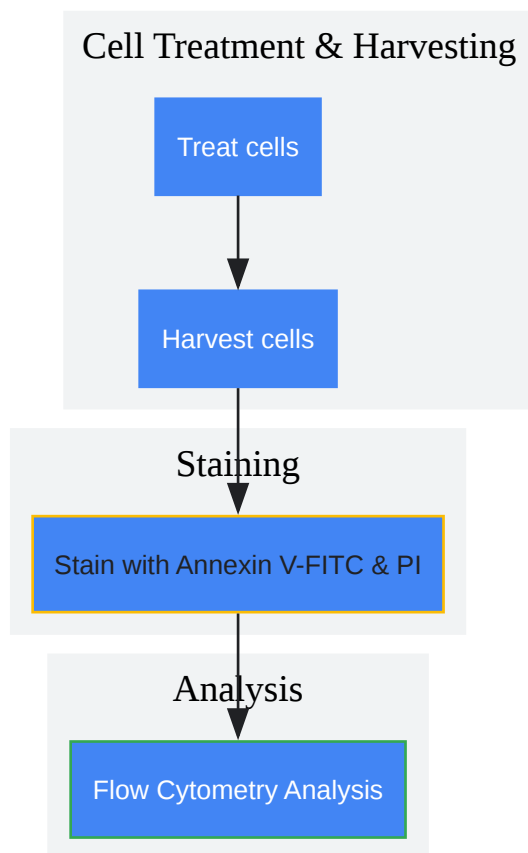 Cell Treatment & Harvesting
Treat cells
Harvest cells
Staining
Stain with Annexin V-FITC & PI
Analysis
Flow Cytometry Analysis